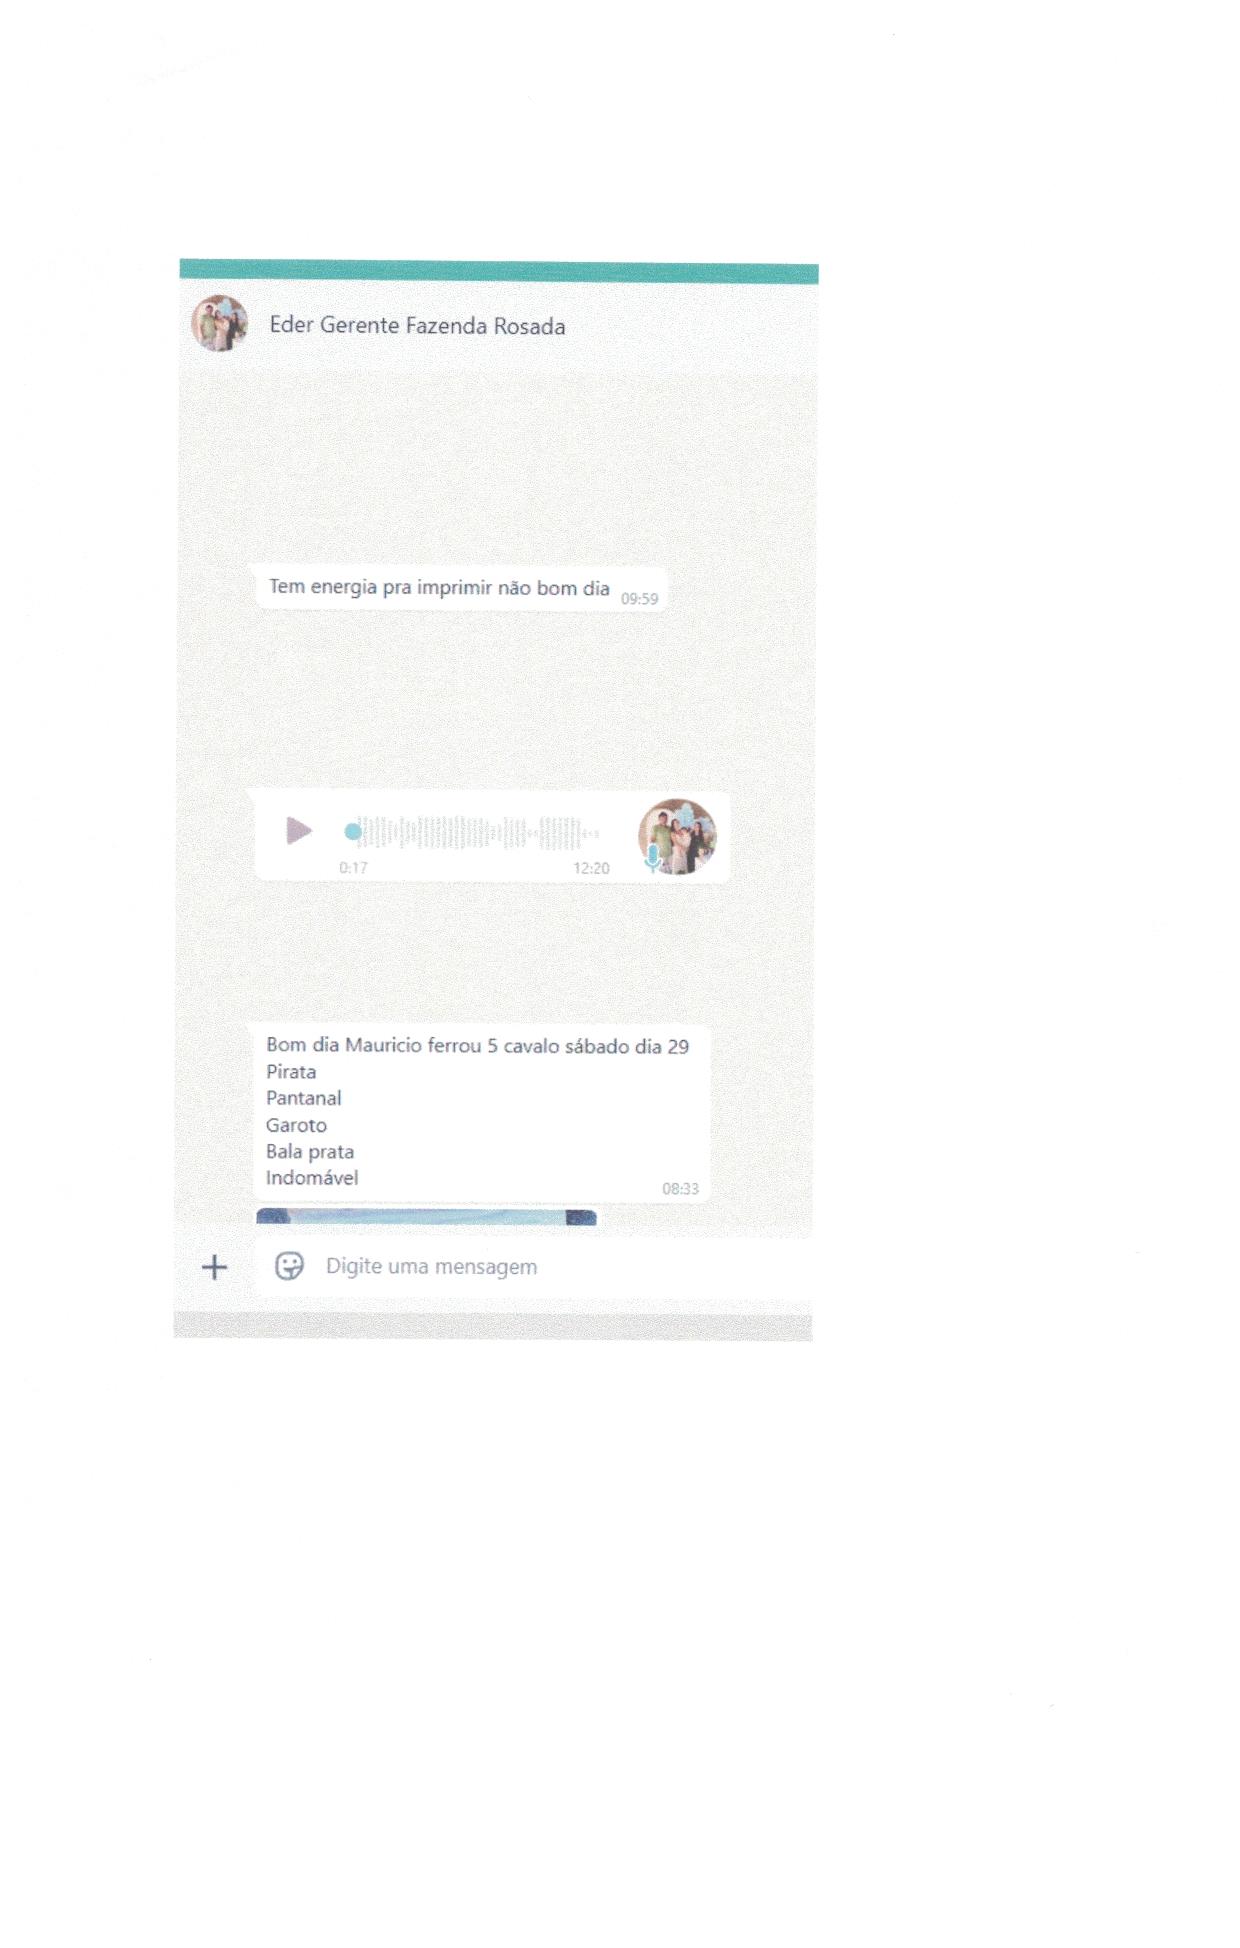 Eder Gerente Fazenda Rosada
Tem energia pra imprimir não bom dia 09:59
0:17 12:20
Bom dia Mauricio ferrou 5 cavalo sábado dia 29
Pirata
Pantanal
Garoto
Bala prata
Indomável
08:33
Digite uma mensagem